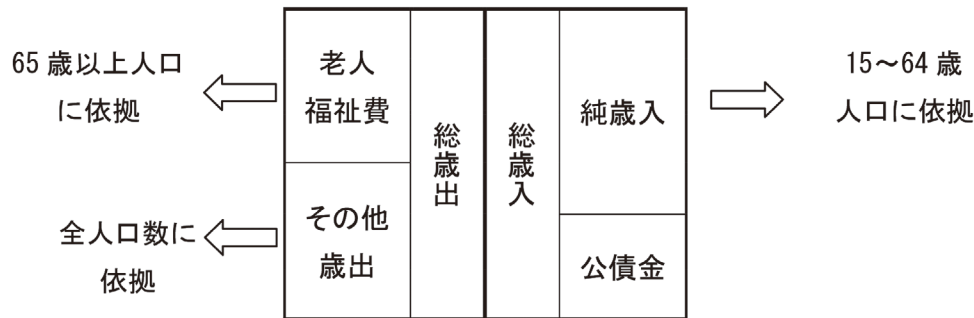 65 歳以上人口
に依拠
老人
福祉費
総歳出
総歳入
純歳入
15～64 歳
人口に依拠
全人口数に
依拠
その他
歳出
公債金